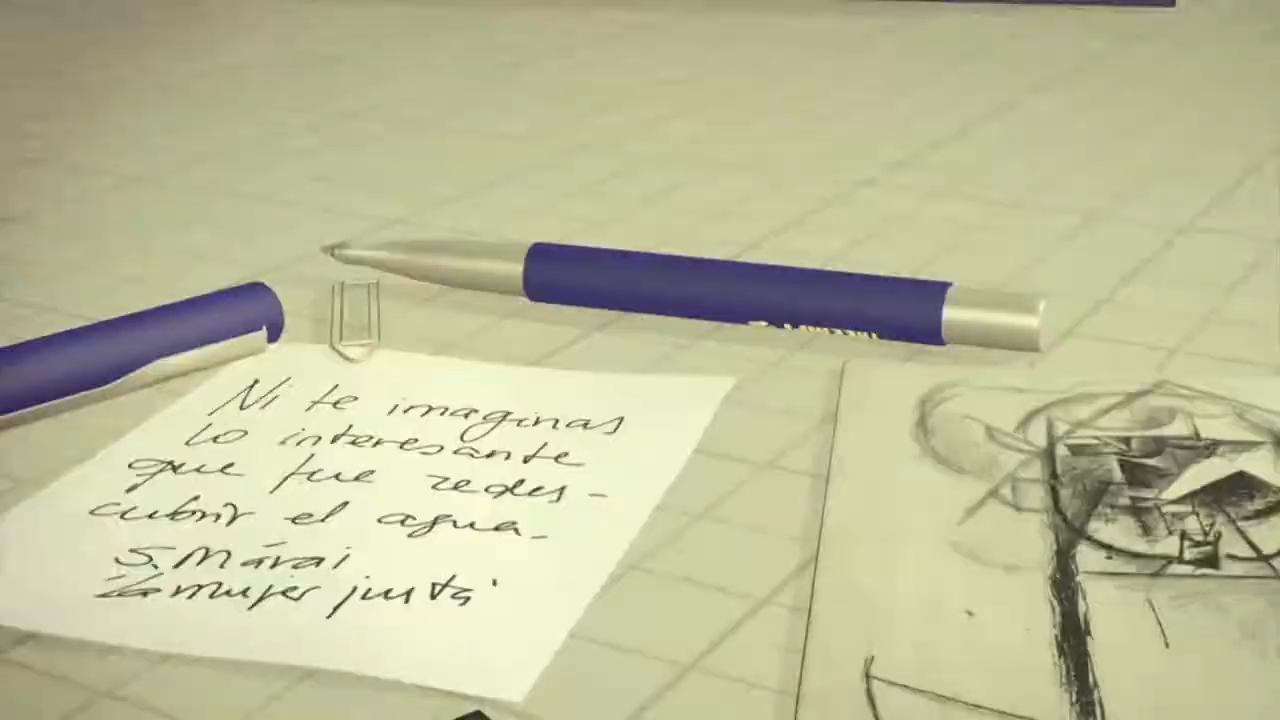 Ni te imaginas
lo interesante
que fue redes-
cubrir el agua.
S. Márai
"La mujer justa"